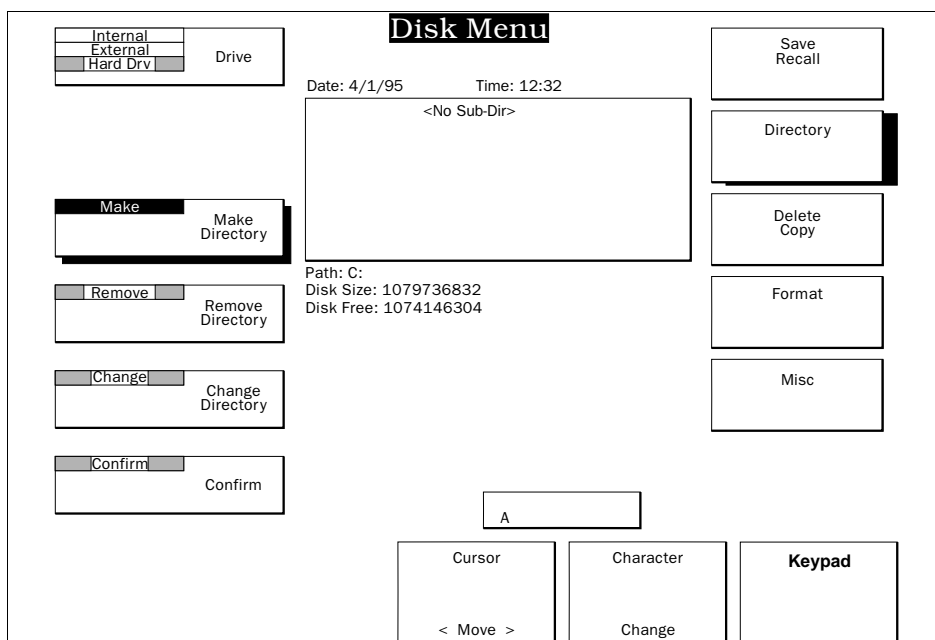 Disk Menu
Internal
External
Hard Drv
Drive
Date: 4/1/95 Time: 12:32
<No Sub-Dir>
Make
Make
Directory
Path: C:
Disk Size: 1079736832
Disk Free: 1074146304
Remove
Remove
Directory
Change
Change
Directory
Confirm
Confirm
Save
Recall
Directory
Delete
Copy
Format
Misc
A
Cursor
< Move >
Character
Change
Keypad